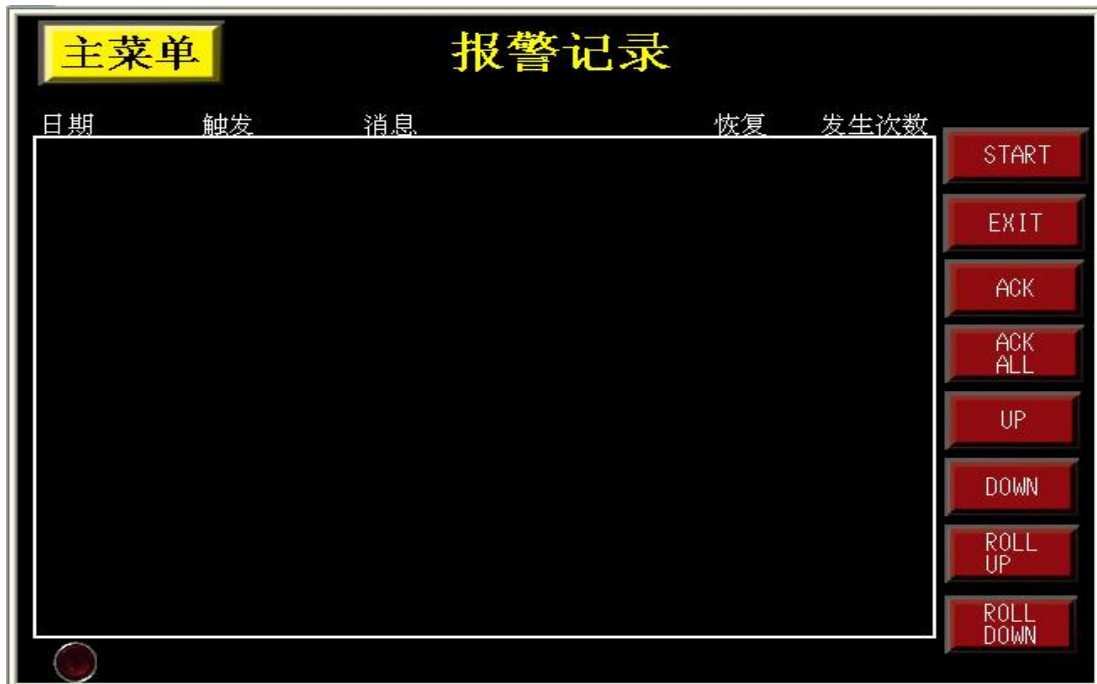 主菜单
报警记录
日期 触发 消息 恢复 发生次数
START
EXIT
ACK
ACK
ALL
UP
DOWN
ROLL
UP
ROLL
DOWN